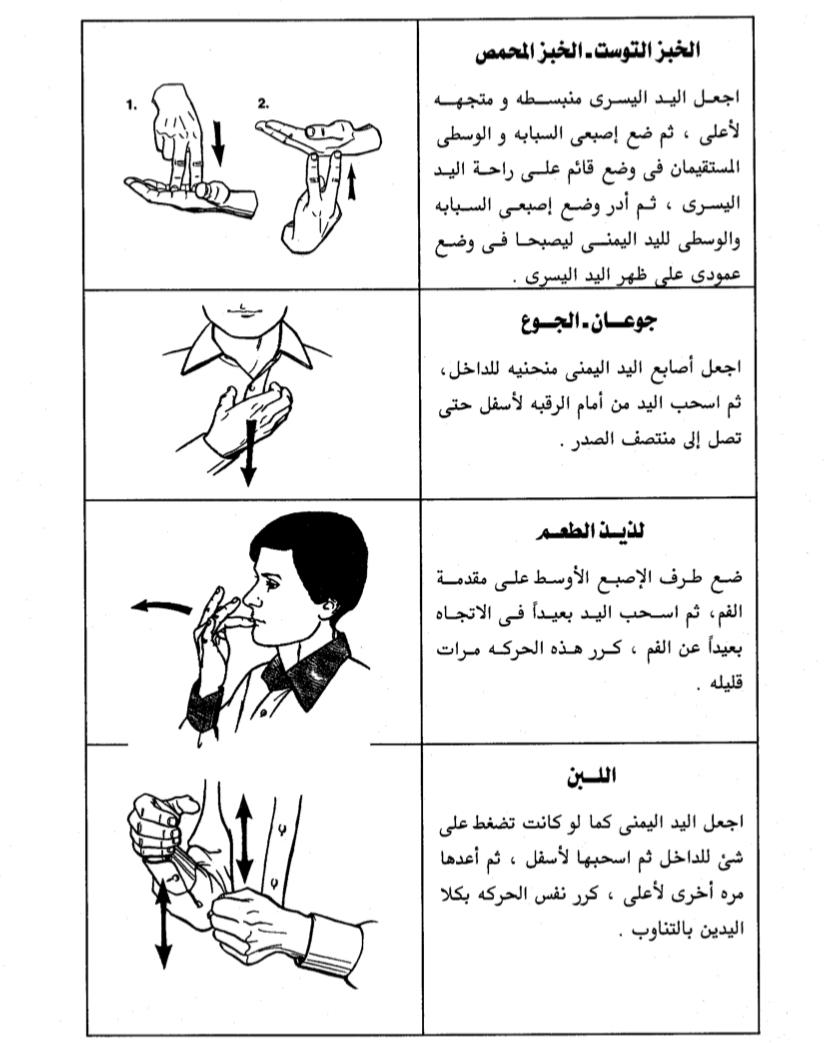 الخبز التوست - الخبز المحمص
اجعل اليد اليسرى منبسطه و متجهه
لأعلى ، ثم ضع إصبعى السبابه و الوسطى
المستقيمان فى وضع قائم على راحة اليد
اليسرى ، ثم أدر وضع إصبعى السبابه
والوسطى لليد اليمنى ليصبحا فى وضع
عمودى على ظهر اليد اليسرى .
1.
2.
جوعان - الجوع
اجعل أصابع اليد اليمنى منحنيه للداخل،
ثم اسحب اليد من أمام الرقبه لأسفل حتى
تصل إلى منتصف الصدر .
لذيذ الطعم
ضع طرف الإصبع الأوسط على مقدمة
الفم، ثم اسحب اليد بعيداً فى الاتجاه
بعيداً عن الفم ، كرر هذه الحركه مرات
قليله .
اللبن
اجعل اليد اليمنى كما لو كانت تضغط على
شئ للداخل ثم اسحبها لأسفل ، ثم أعدها
مره أخرى لأعلى ، كرر نفس الحركه بكلا
اليدين بالتناوب .